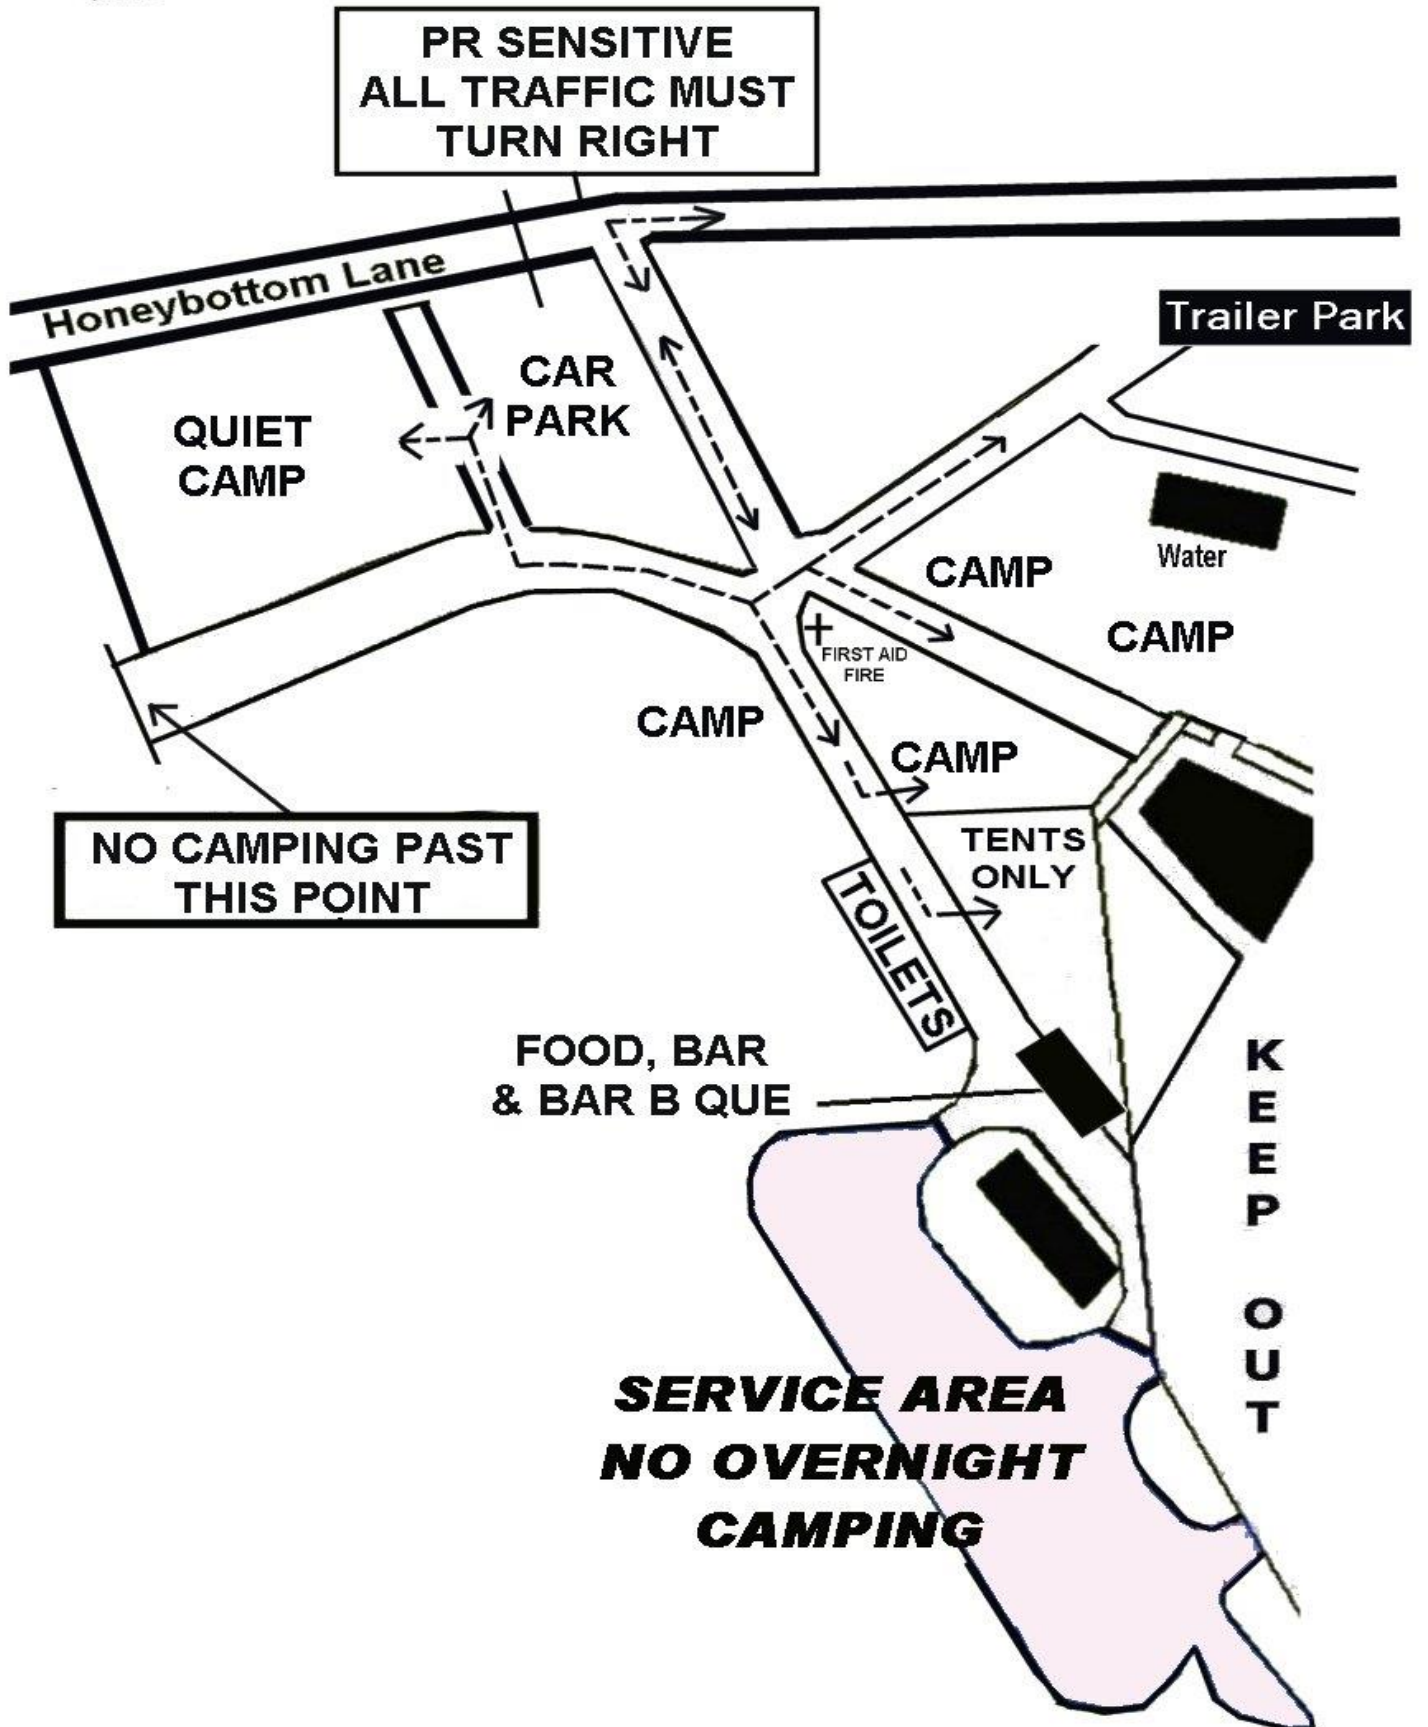 PR SENSITIVE
ALL TRAFFIC MUST
TURN RIGHT
Honeybottom Lane
Trailer Park
CAR
PARK
QUIET
CAMP
Water
CAMP
CAMP
FIRST AID
FIRE
CAMP
CAMP
NO CAMPING PAST
THIS POINT
TENTS
ONLY
TOILETS
FOOD, BAR
& BAR B QUE
KEEP OUT
SERVICE AREA
NO OVERNIGHT
CAMPING